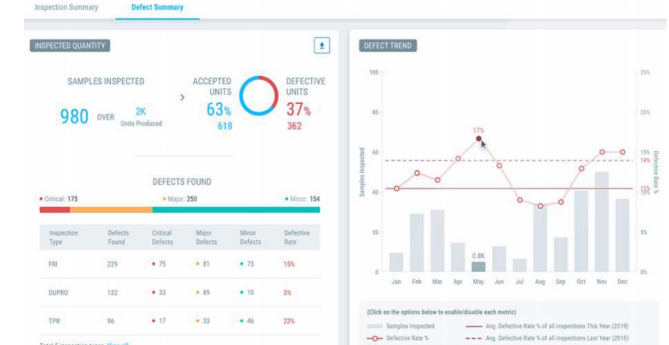 Inspection Summary
Defect Summary
INSPECTED QUANTITY
SAMPLES INSPECTED
980 OVER 2K Units Produced
ACCEPTED UNITS
63%
618
DEFECTIVE UNITS
37%
362
DEFECTS FOUND
Critical: 175
Major: 250
Minor: 154
Inspection Type Defects Found Critical Defects Major Defects Minor Defects Defective Rate
FRI 229 75 81 73 15%
DUPRO 132 33 89 10 3%
TPR 96 17 33 46 22%
DEFECT TREND
Samples Inspected
100
80
60
40
20
0
17%
0.8K
Jan Feb Mar Apr May Jun Jul Aug Sep Oct Nov Dec
25%
20%
15%
14%
10%
5%
0%
Defective Rate %
(Click on the options below to enable/disable each metric)
Samples Inspected
Avg. Defective Rate % of all inspections This Year (2019)
Defective Rate %
Avg. Defective Rate % of all inspections Last Year (2018)